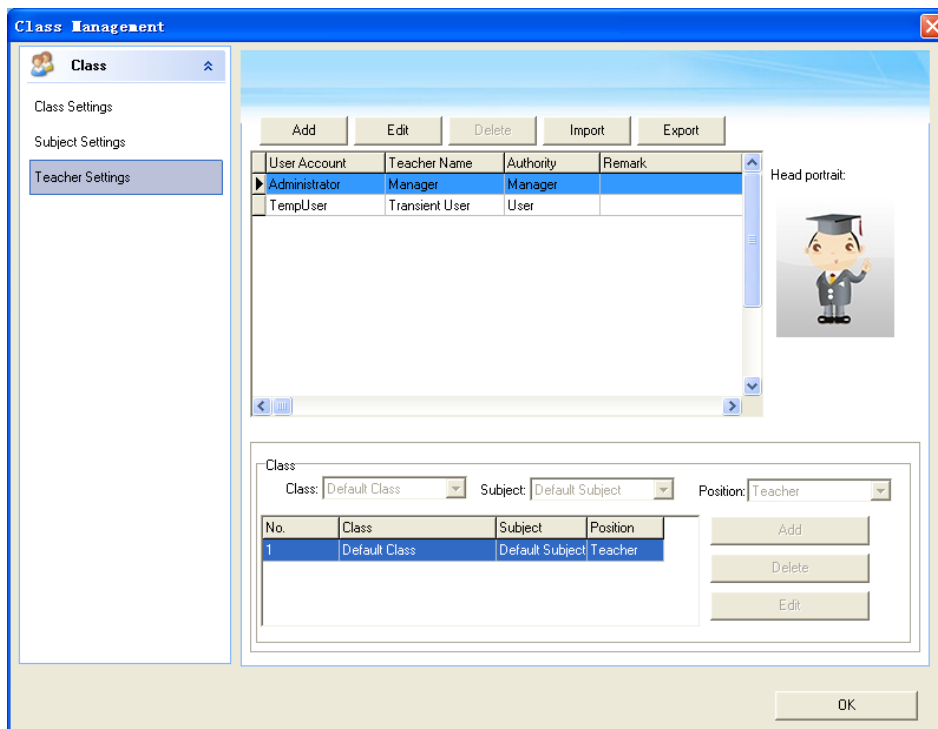 Class Management
Class
Class Settings
Subject Settings
Teacher Settings
Add Edit Delete Import Export
User Account Teacher Name Authority Remark
Administrator Manager Manager
TempUser Transient User User
Head portrait:
Class
Class: Default Class Subject: Default Subject Position: Teacher
No. Class Subject Position
1 Default Class Default Subject Teacher
Add
Delete
Edit
OK